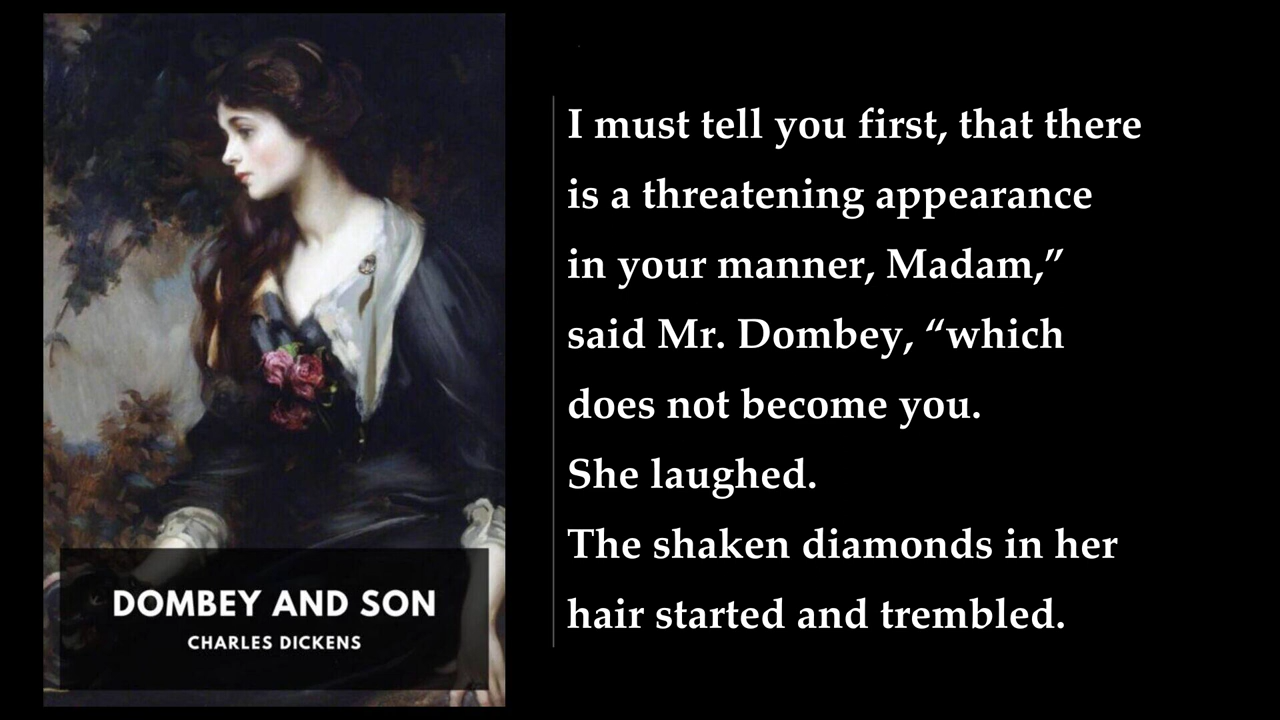 DOMBEY AND SON
CHARLES DICKENS
I must tell you first, that there
is a threatening appearance
in your manner, Madam,”
said Mr. Dombey, “which
does not become you.
She laughed.
The shaken diamonds in her
hair started and trembled.